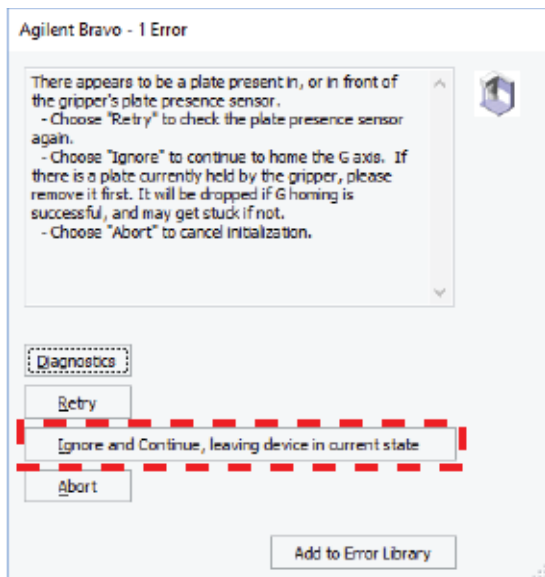 Agilent Bravo - 1 Error
There appears to be a plate present in, or in front of
the gripper's plate presence sensor.
- Choose "Retry" to check the plate presence sensor
again.
- Choose "Ignore" to continue to home the G axis.  If
there is a plate currently held by the gripper, please
remove it first. It will be dropped if G homing is
successful, and may get stuck if not.
- Choose "Abort" to cancel initialization.
Diagnostics
Retry
Ignore and Continue, leaving device in current state
Abort
Add to Error Library